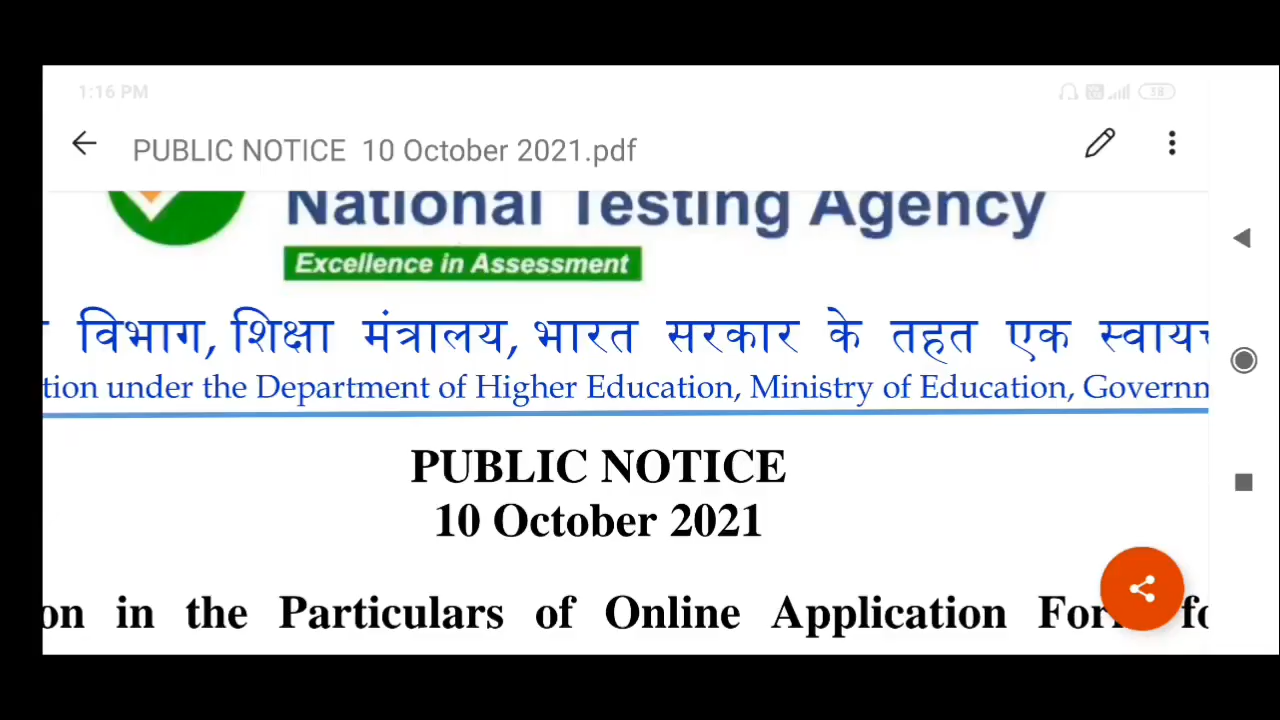 1:16 PM
38
PUBLIC NOTICE 10 October 2021.pdf
National Testing Agency
Excellence in Assessment
विभाग, शिक्षा मंत्रालय, भारत सरकार के तहत एक
tion under the Department of Higher Education, Ministry of Education,
PUBLIC NOTICE
10 October 2021
on in the Particulars of Online Application